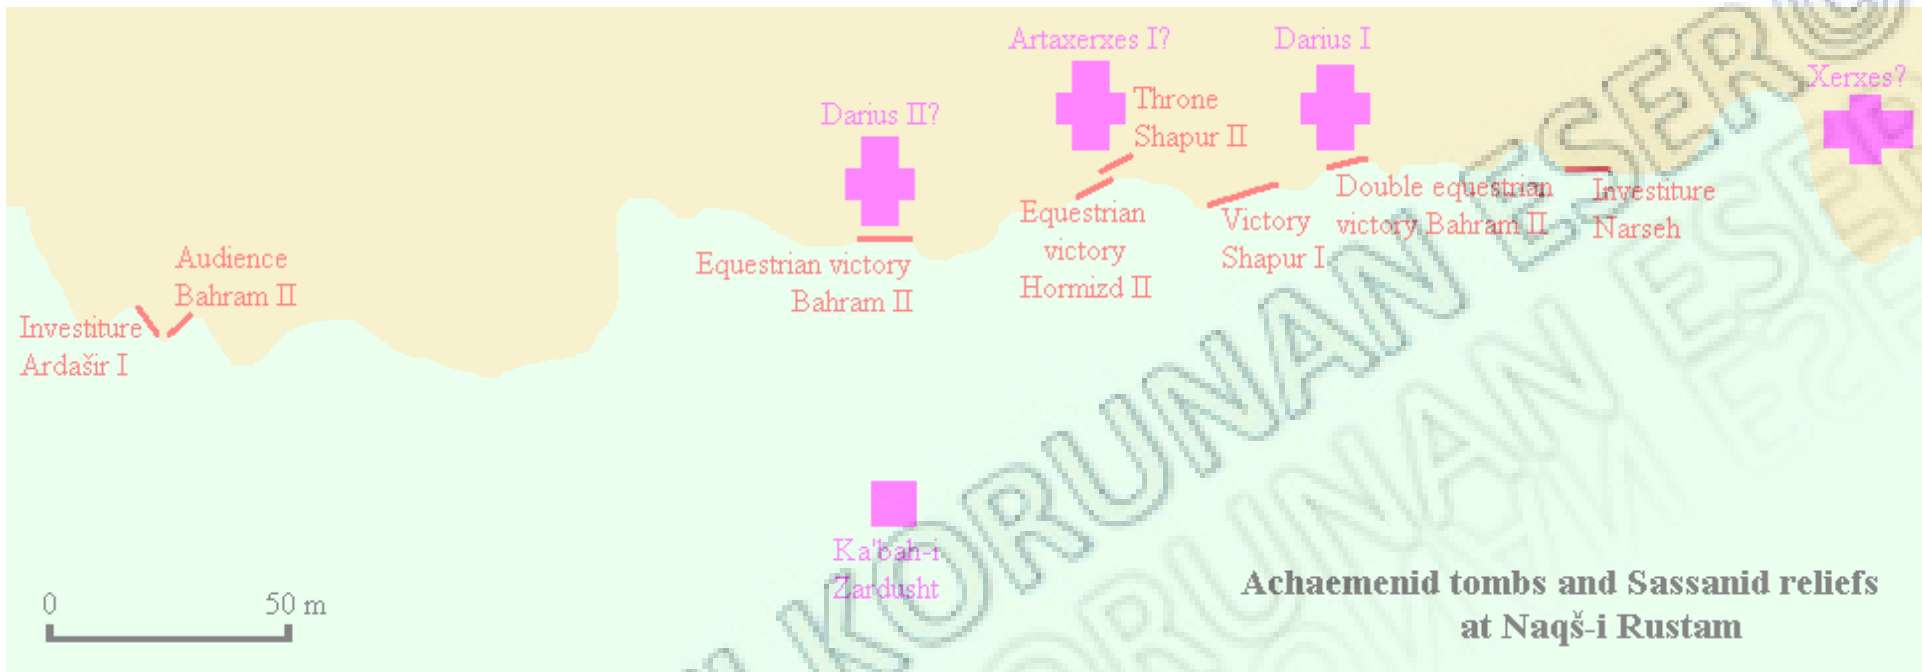 Artaxerxes I?
Darius I
Xerxes?
Darius II?
Throne
Shapur II
Double equestrian
victory Bahram II
Investiture
Narseh
Equestrian
victory
Hormizd II
Victory
Shapur I
Audience
Bahram II
Equestrian victory
Bahram II
Investiture
Ardašir I
Ka'bah-i
Zardusht
0 50 m
Achaemenid tombs and Sassanid reliefs
at Naqš-i Rustam
KORUNAN ESER
KORUNAN ESER